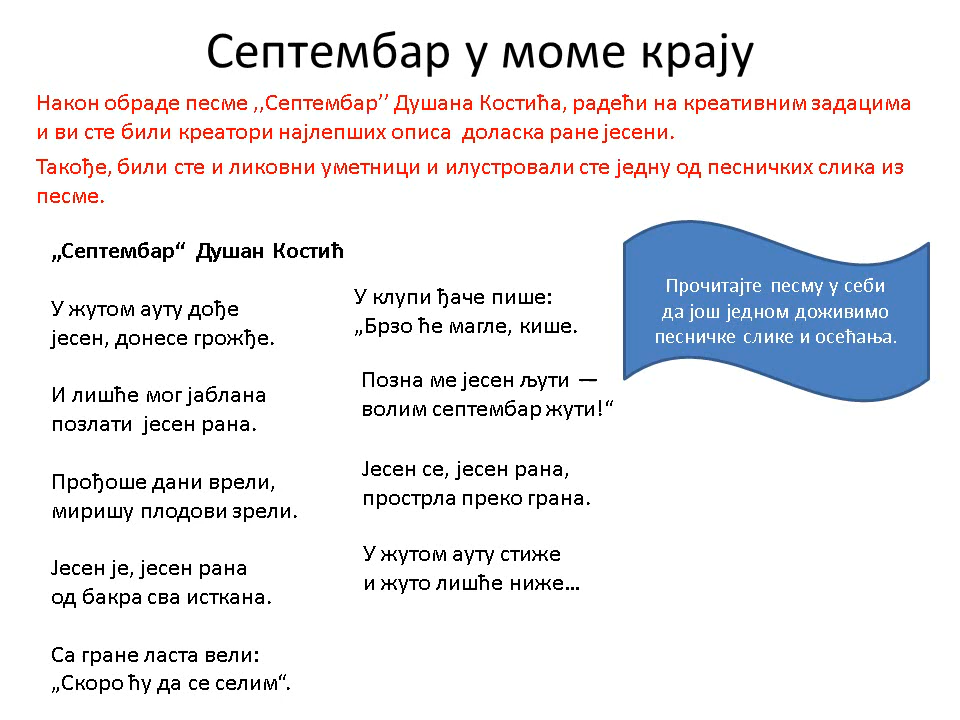 Септембар у моме крају
Након обраде песме ,,Септембар’’ Душана Костића, радећи на креативним задацима
и ви сте били креатори најлепших описа доласка ране јесени.
Такође, били сте и ликовни уметници и илустровали сте једну од песничких слика из
песме.
„Септембар“ Душан Костић
У жутом ауту дође
јесен, донесе грожђе.
И лишће мог јаблана
позлати јесен рана.
Прођоше дани врели,
миришу плодови зрели.
Јесен је, јесен рана
од бакра сва исткана.
Са гране ласта вели:
„Скоро ћу да се селим“.
У клупи ђаче пише:
„Брзо ће магле, кише.
Позна ме јесен љути —
волим септембар жути!“
Јесен се, јесен рана,
прострла преко грана.
У жутом ауту стиже
и жуто лишће ниже…
Прочитајте песму у себи
да још једном доживимо
песничке слике и осећања.